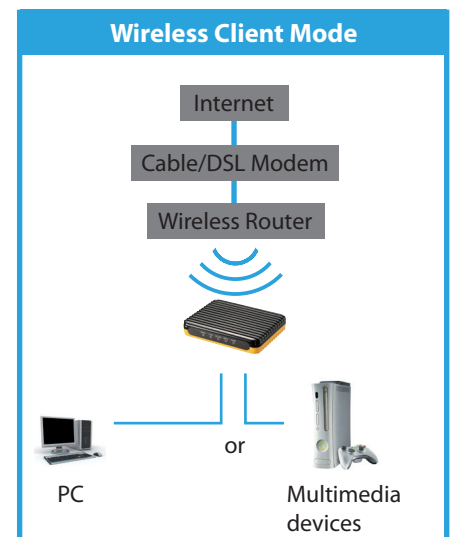 Wireless Client Mode
Internet
Cable/DSL Modem
Wireless Router
or
PC
Multimedia
devices